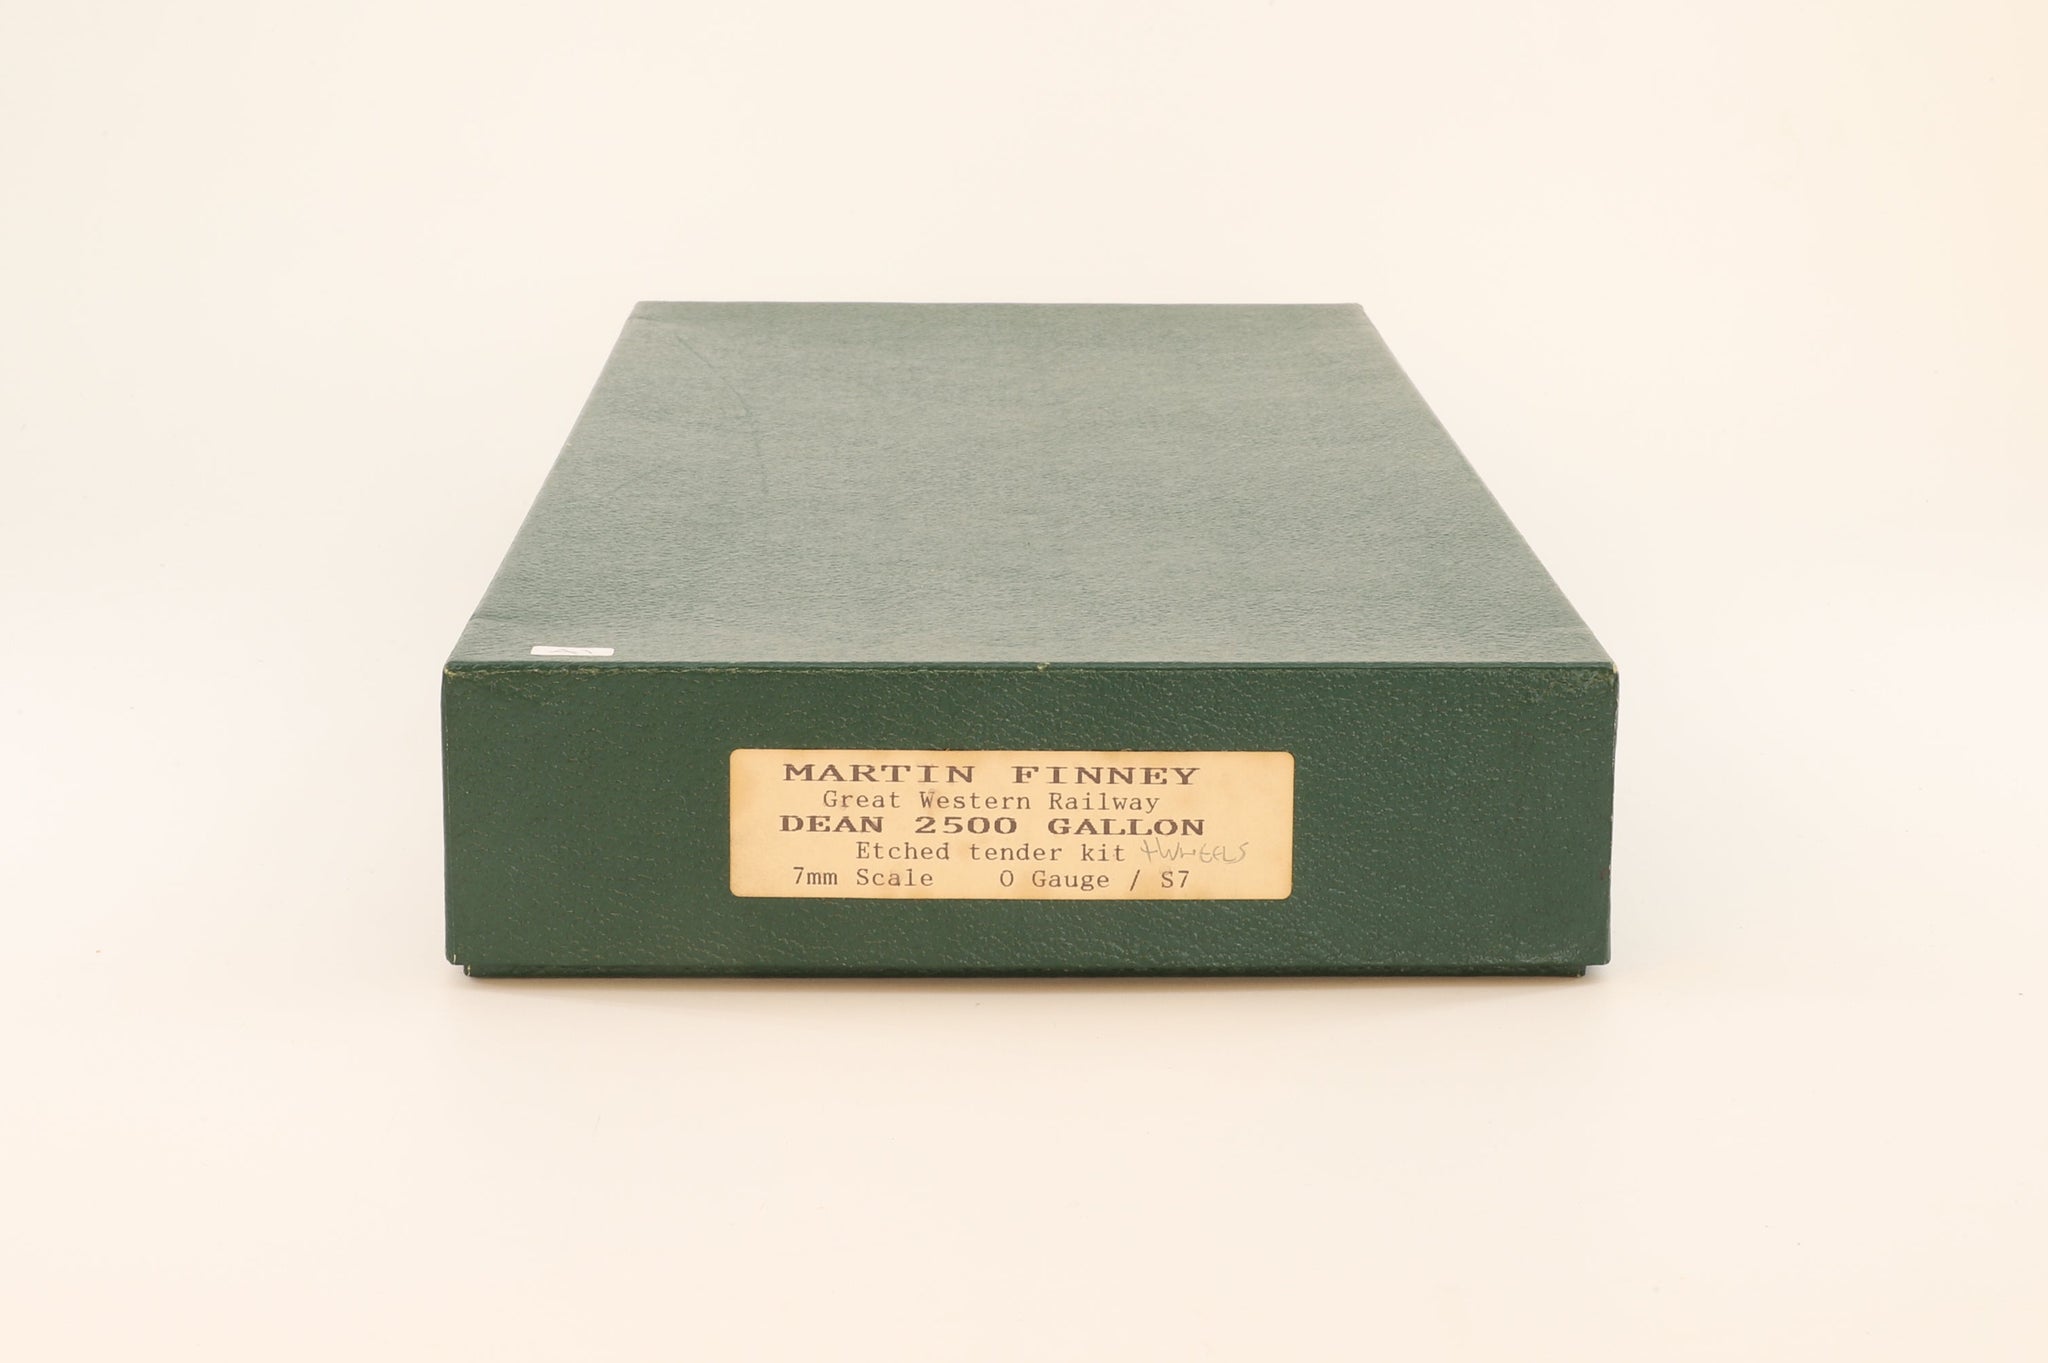 MARTIN FINNEY
Great Western Railway
DEAN 2500 GALLON
Etched tender kit +WHEELS
7mm Scale O Gauge / S7